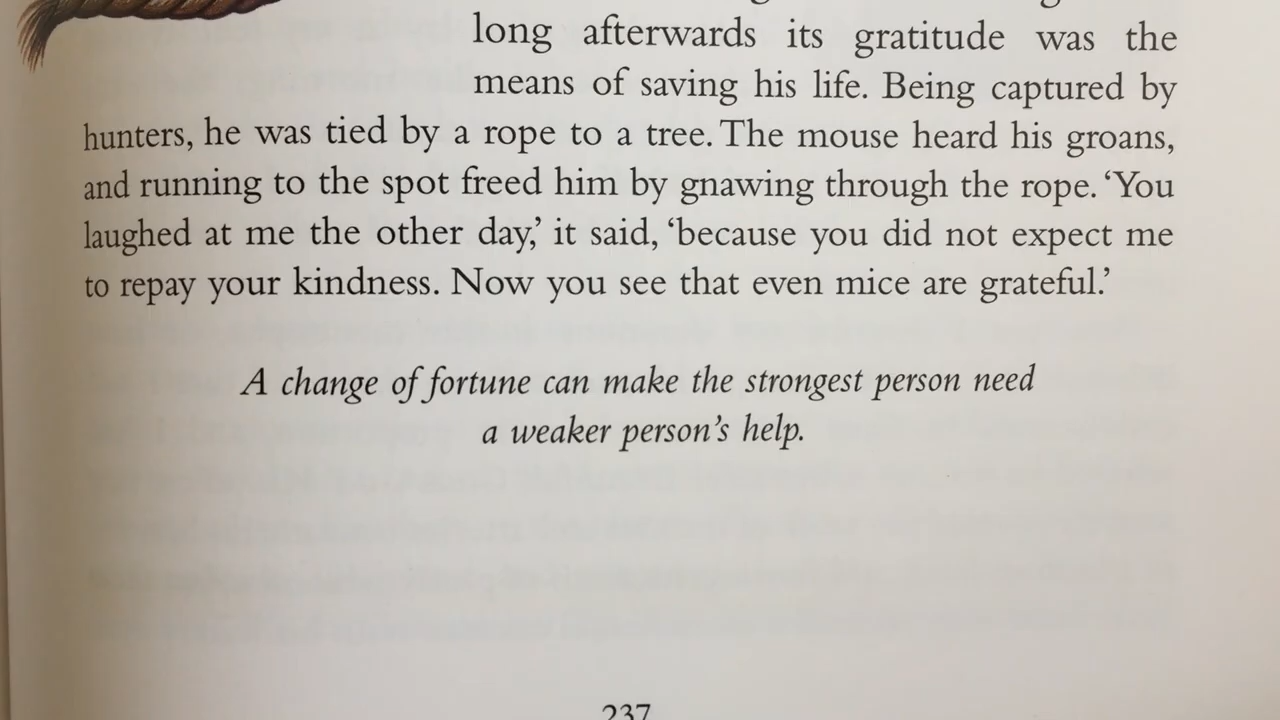 long afterwards its gratitude was the
means of saving his life. Being captured by
hunters, he was tied by a rope to a tree. The mouse heard his groans,
and running to the spot freed him by gnawing through the rope. ‘You
laughed at me the other day,’ it said, ‘because you did not expect me
to repay your kindness. Now you see that even mice are grateful.’
A change of fortune can make the strongest person need
a weaker person’s help.
237